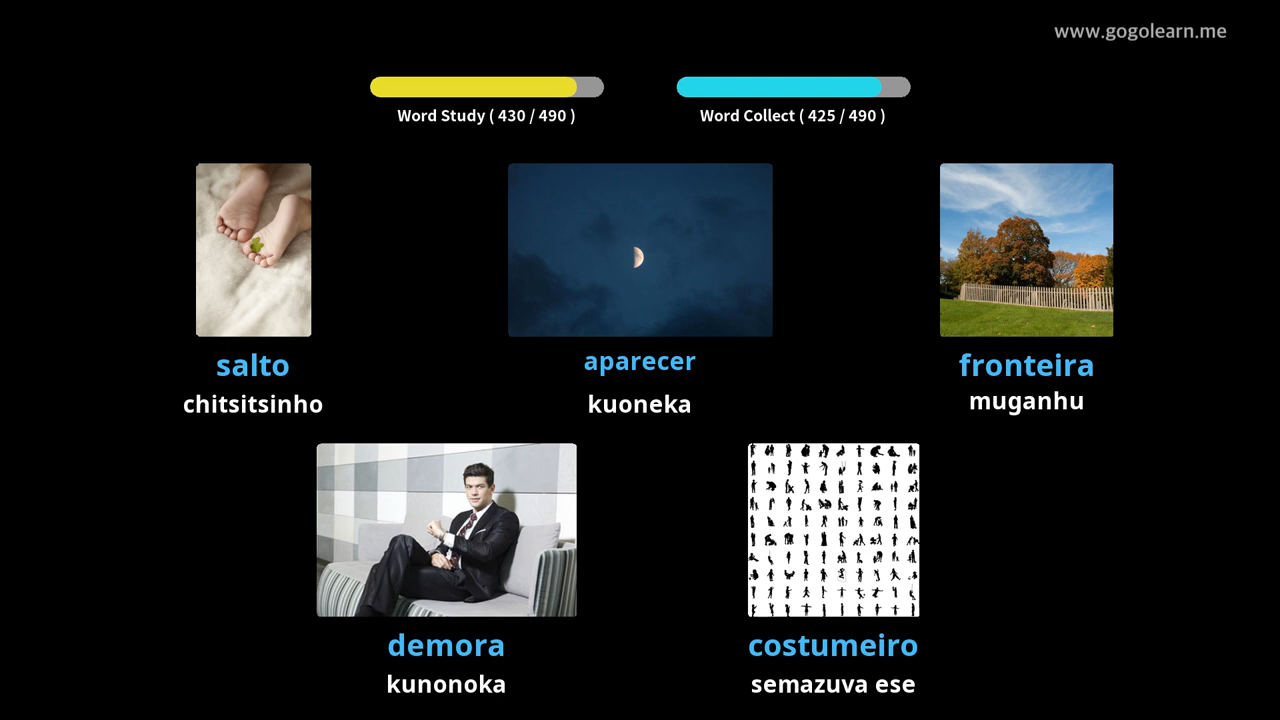 www.gogolearn.me
Word Study ( 430 / 490 )
Word Collect ( 425 / 490 )
salto
chitsitsinho
aparecer
kuoneka
fronteira
muganhu
demora
kunonoka
costumeiro
semazuva ese